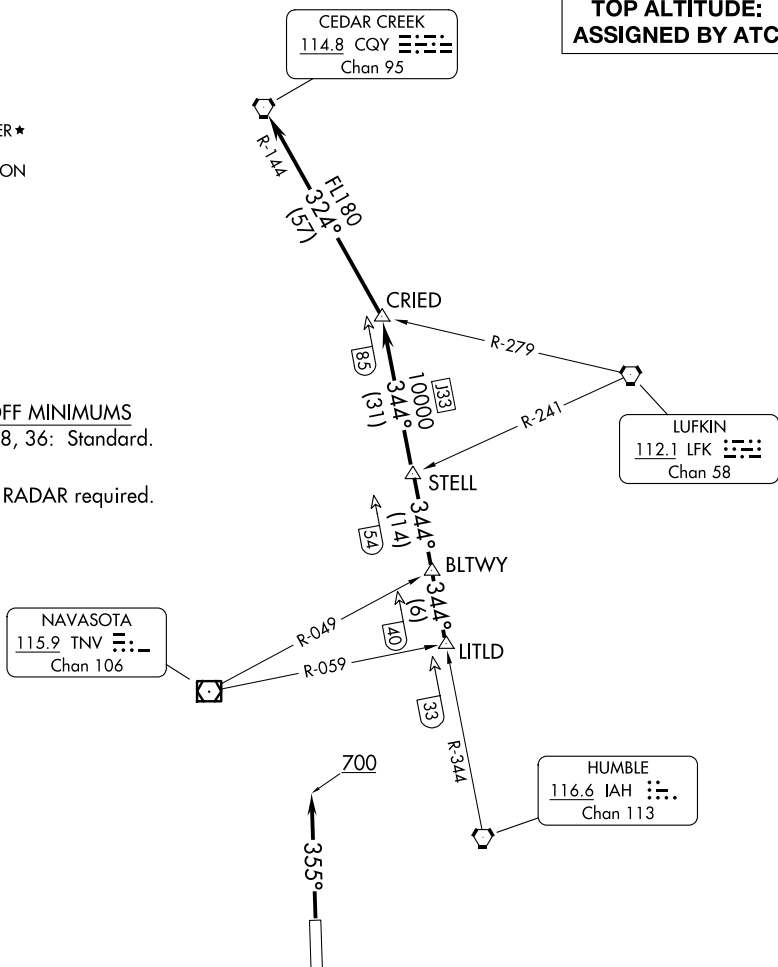 TOP ALTITUDE:
ASSIGNED BY ATC
CEDAR CREEK
114.8 CQY
Chan 95
ER★
ON
R-144
FL180
324°
(57)
CRIED
85
R-279
10000
344°
(31)
J33
R-241
LUFKIN
112.1 LFK
Chan 58
OFF MINIMUMS
8, 36: Standard.
RADAR required.
STELL
54
344°
(14)
BLTWY
NAVASOTA
115.9 TNV
Chan 106
R-049
R-059
40
344°
(6)
LITLD
33
R-344
HUMBLE
116.6 IAH
Chan 113
700
355°